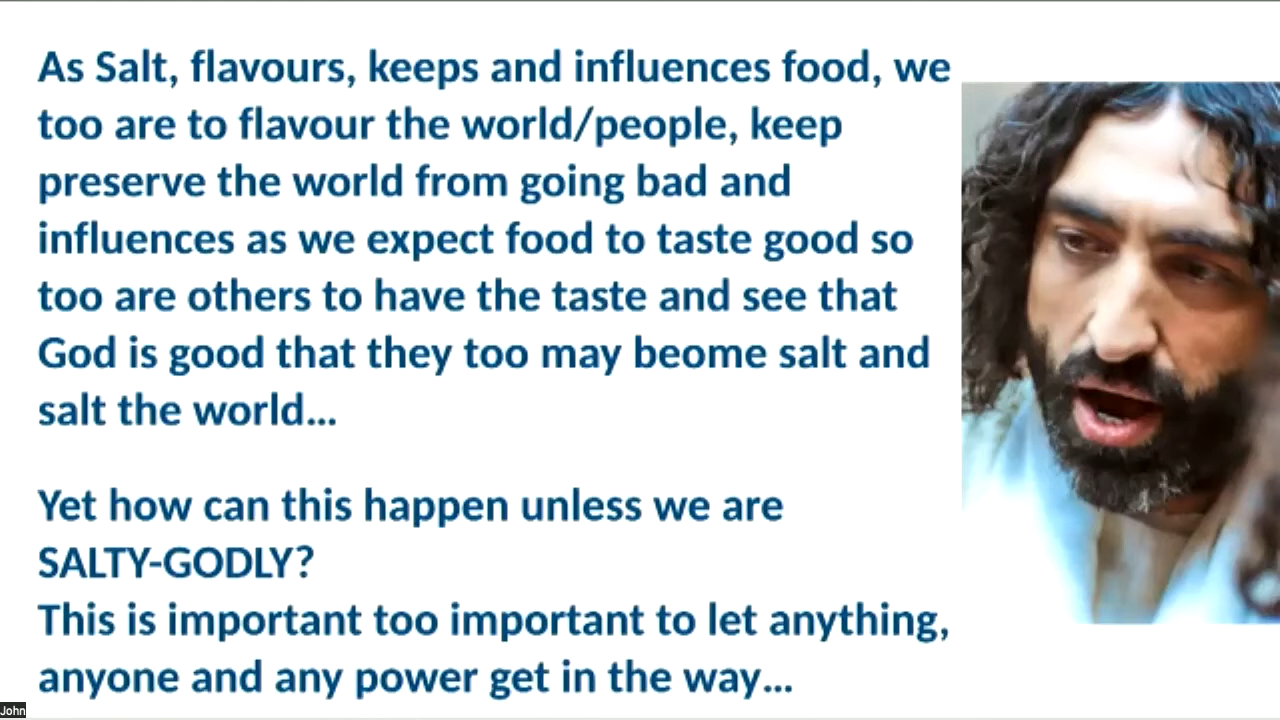 As Salt, flavours, keeps and influences food, we
too are to flavour the world/people, keep
preserve the world from going bad and
influences as we expect food to taste good so
too are others to have the taste and see that
God is good that they too may beome salt and
salt the world...
Yet how can this happen unless we are
SALTY-GODLY?
This is important too important to let anything,
anyone and any power get in the way...
John